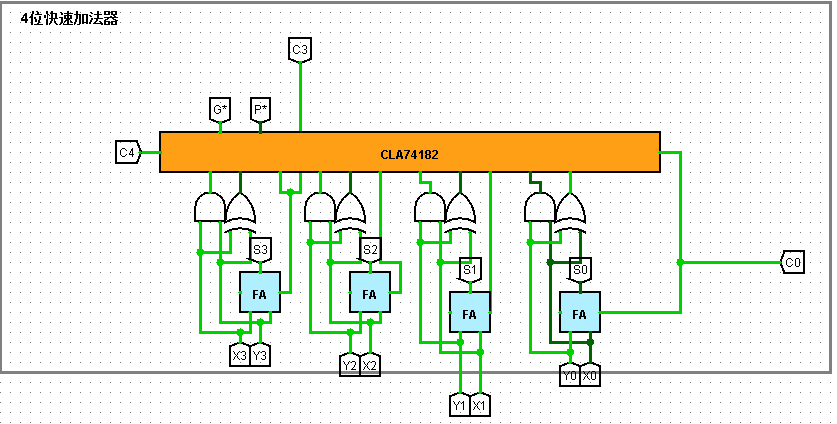 4位快速加法器
C3
G* P*
C4 CLA74182
S3 S2 S1 S0 C0
FA FA FA FA
X3 Y3 Y2 X2 Y0 X0
Y1 X1